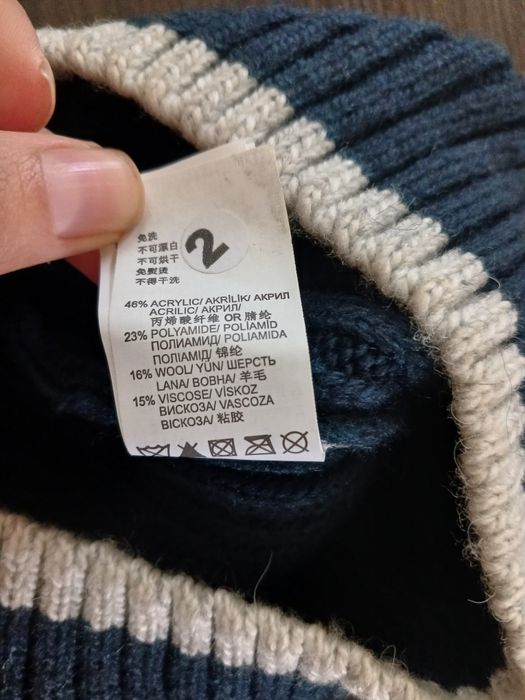 免洗
不可漂白
不可烘干
免熨烫
不得干洗
2
46% ACRYLIC/ AKRİLİK/ АКРИЛ
ACRILIC/ АКРИЛ/
丙烯酸纤维 OR 腈纶
23% POLYAMIDE/ POLİAMİD
ПОЛИАМИД/ POLIAMIDA
ПОЛІАМІД/ 锦纶
16% WOOL/ YÜN/ ШЕРСТЬ
LANA/ ВОВНА/ 羊毛
15% VISCOSE/ VİSKOZ
ВИСКОЗА/ VASCOZA
ВІСКОЗА/ 粘胶